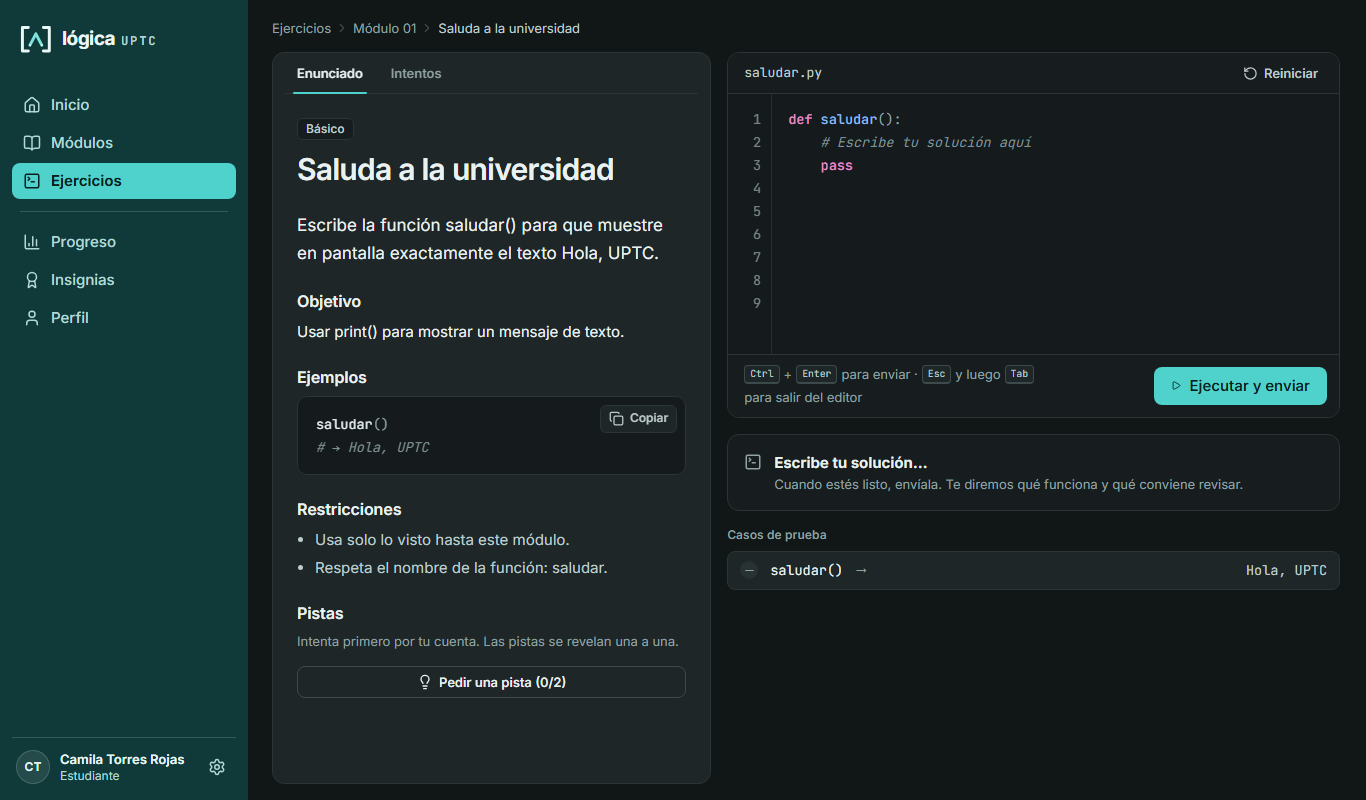 lógica UPTC
Inicio
Módulos
Ejercicios
Progreso
Insignias
Perfil
CT
Camila Torres Rojas
Estudiante
Ejercicios > Módulo 01 > Saluda a la universidad
Enunciado Intentos
Básico
Saluda a la universidad
Escribe la función saludar() para que muestre
en pantalla exactamente el texto Hola, UPTC.
Objetivo
Usar print() para mostrar un mensaje de texto.
Ejemplos
saludar()
# → Hola, UPTC
Copiar
Restricciones
• Usa solo lo visto hasta este módulo.
• Respeta el nombre de la función: saludar.
Pistas
Intenta primero por tu cuenta. Las pistas se revelan una a una.
Pedir una pista (0/2)
saludar.py
Reiniciar
1 def saludar():
2 # Escribe tu solución aquí
3 pass
4
5
6
7
8
9
Ctrl + Enter para enviar · Esc y luego Tab
para salir del editor
Ejecutar y enviar
Escribe tu solución...
Cuando estés listo, envíala. Te diremos qué funciona y qué conviene revisar.
Casos de prueba
saludar() → Hola, UPTC